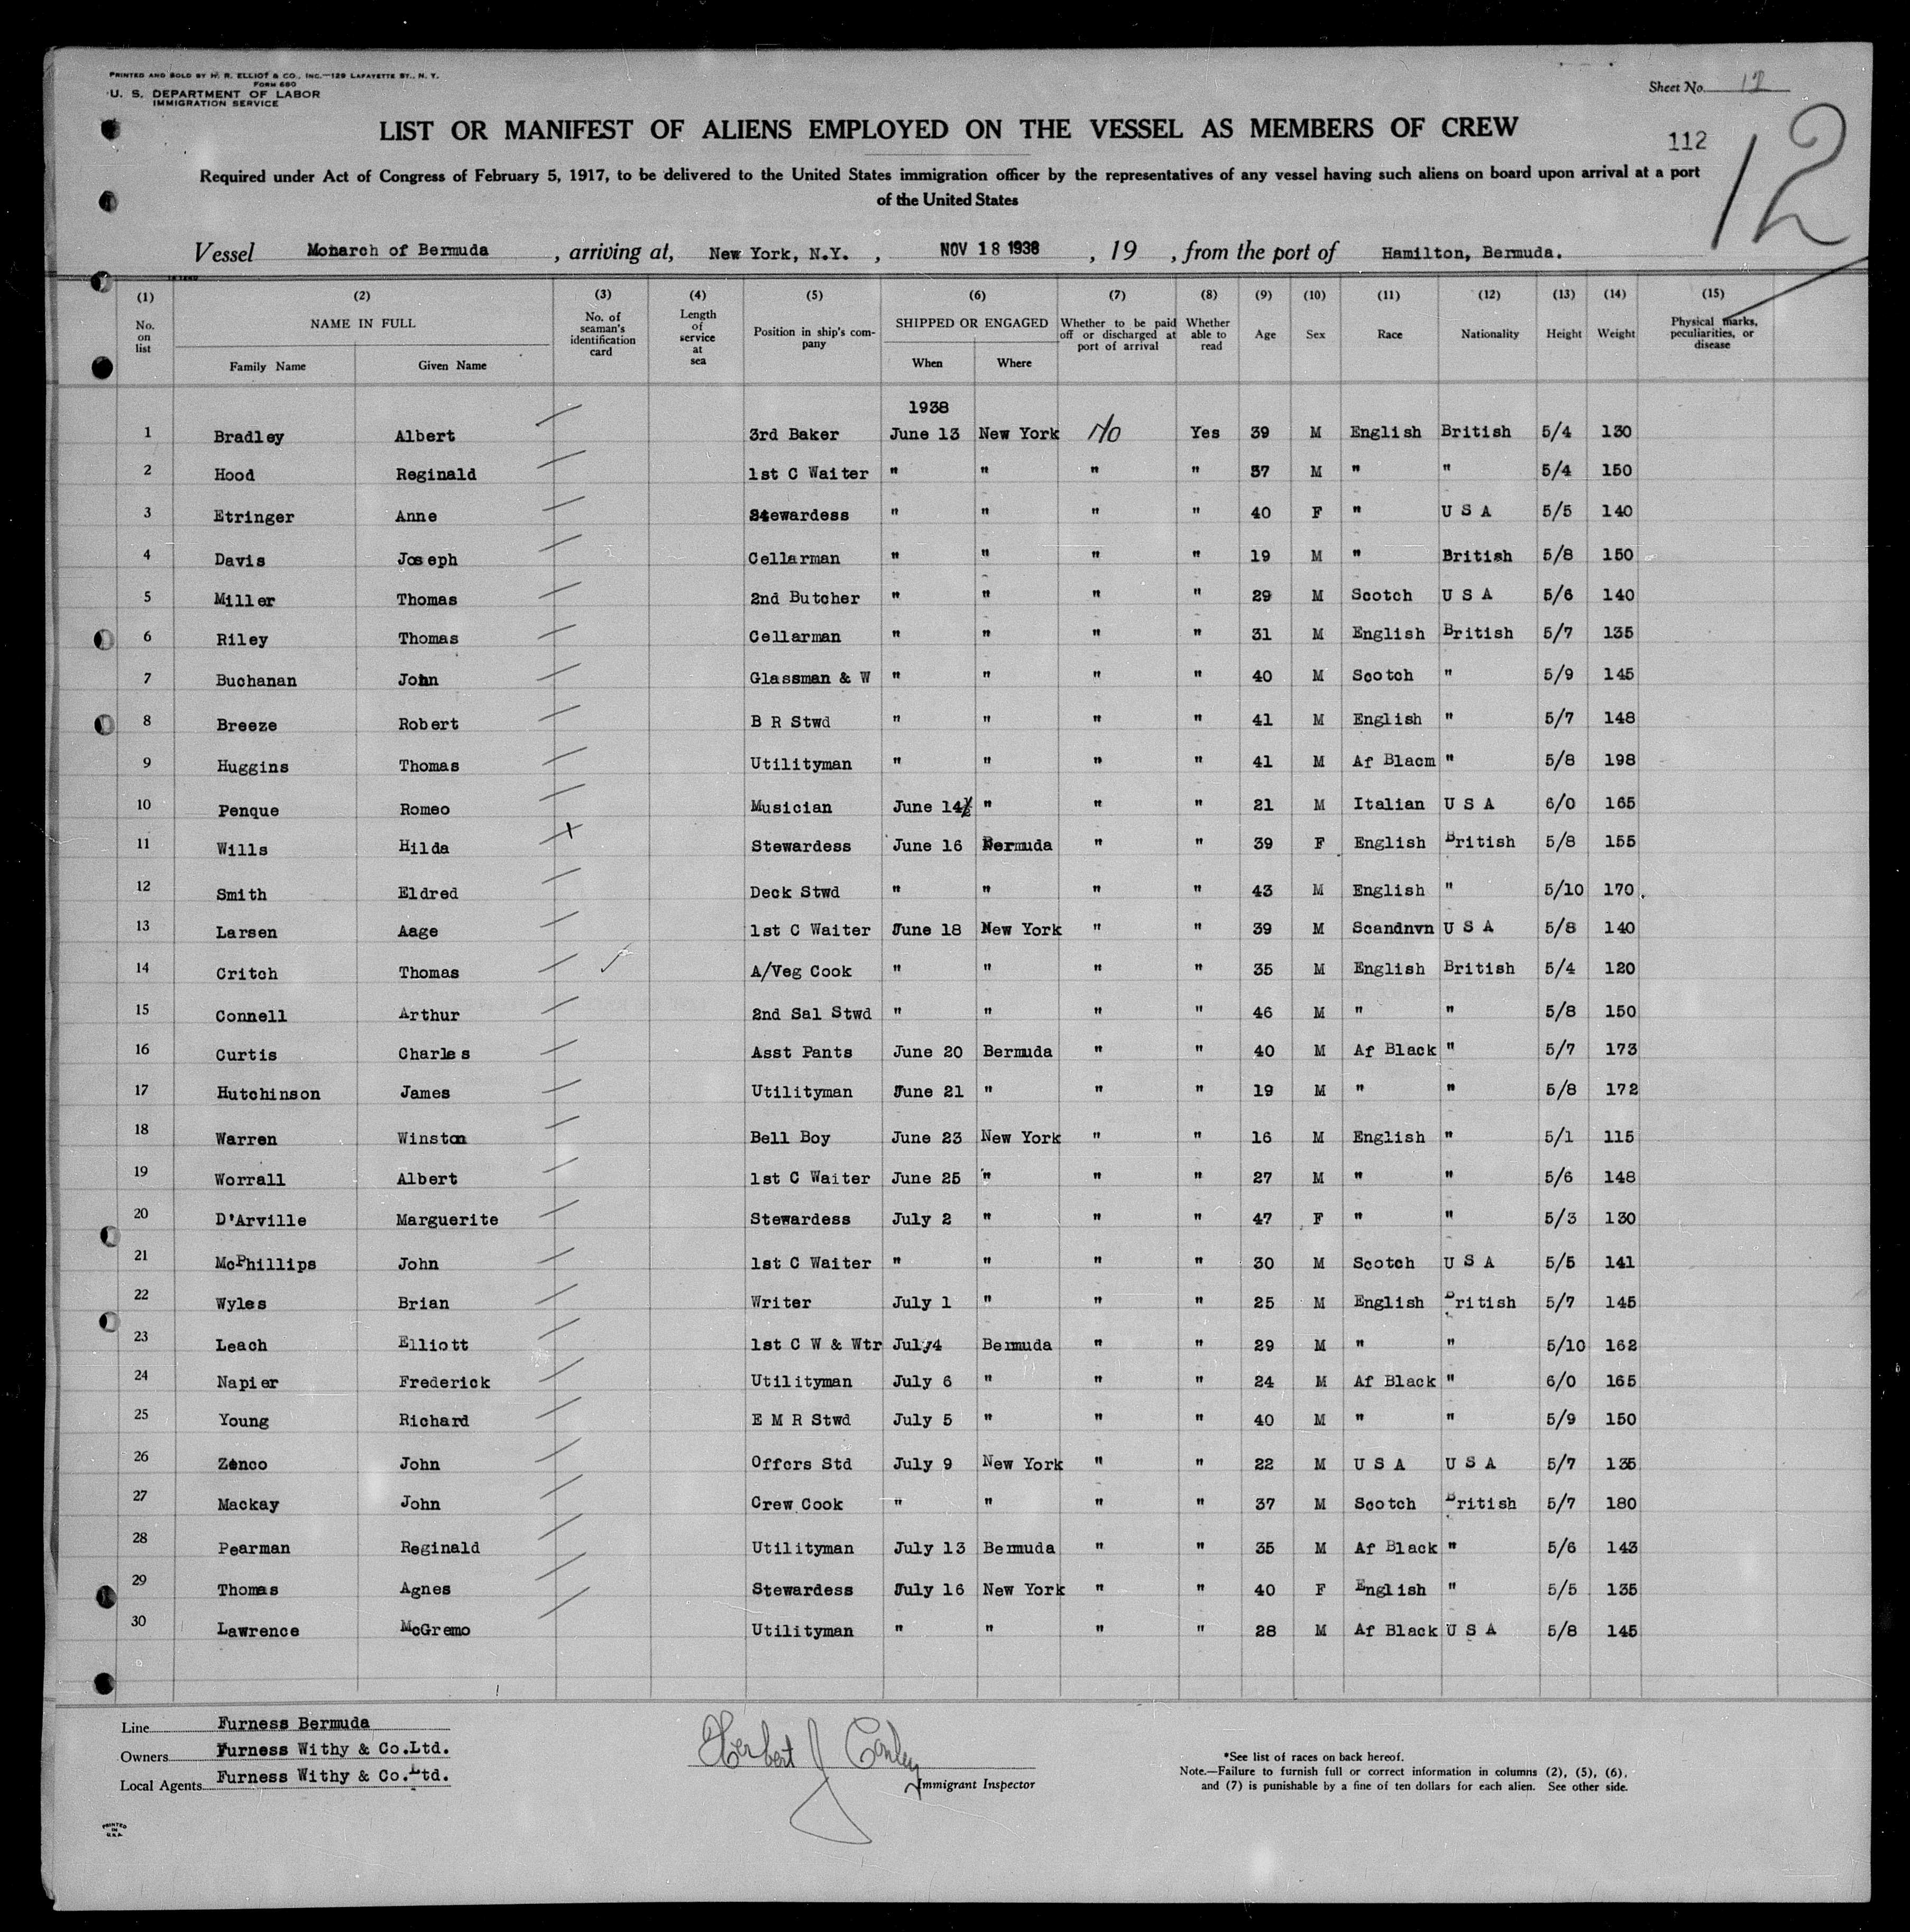 PRINTED AND SOLD BY H. R. ELLIOT & CO., INC.—129 LAFAYETTE ST., N. Y.
FORM 680
U. S. DEPARTMENT OF LABOR
IMMIGRATION SERVICE
Sheet No. 12
LIST OR MANIFEST OF ALIENS EMPLOYED ON THE VESSEL AS MEMBERS OF CREW
112
12
Required under Act of Congress of February 5, 1917, to be delivered to the United States immigration officer by the representatives of any vessel having such aliens on board upon arrival at a port
of the United States
Vessel Monarch of Bermuda, arriving at, New York, N.Y., NOV 18 1938, 19 , from the port of Hamilton, Bermuda.
(1) (2) (3) (4) (5) (6) (7) (8) (9) (10) (11) (12) (13) (14) (15)
No. on list NAME IN FULL Family Name Given Name No. of seaman's identification card Length of service at sea Position in ship's company SHIPPED OR ENGAGED When Where Whether to be paid off or discharged at port of arrival Whether able to read Age Sex Race Nationality Height Weight Physical marks, peculiarities, or disease
1938
1 Bradley Albert 3rd Baker June 13 New York No Yes 39 M English British 5/4 130
2 Hood Reginald 1st C Waiter " " " " 37 M " " 5/4 150
3 Etringer Anne Stewardess " " " " 40 F " U S A 5/5 140
4 Davis Joseph Cellarman " " " " 19 M " British 5/8 150
5 Miller Thomas 2nd Butcher " " " " 29 M Scotch U S A 5/6 140
6 Riley Thomas Cellarman " " " " 31 M English British 5/7 135
7 Buchanan John Glassman & W " " " " 40 M Scotch " 5/9 145
8 Breeze Robert B R Stwd " " " " 41 M English " 5/7 148
9 Huggins Thomas Utilityman " " " " 41 M Af Blacm " 5/8 198
10 Penque Romeo Musician June 14 " " " 21 M Italian U S A 6/0 165
11 Wills Hilda X Stewardess June 16 Bermuda " " 39 F English British 5/8 155
12 Smith Eldred Deck Stwd " " " " 43 M English " 5/10 170
13 Larsen Aage 1st C Waiter June 18 New York " " 39 M Scandnvn U S A 5/8 140
14 Critch Thomas A/Veg Cook " " " " 35 M English British 5/4 120
15 Connell Arthur 2nd Sal Stwd " " " " 46 M " " 5/8 150
16 Curtis Charles Asst Pants June 20 Bermuda " " 40 M Af Black " 5/7 173
17 Hutchinson James Utilityman June 21 " " " 19 M " " 5/8 172
18 Warren Winston Bell Boy June 23 New York " " 16 M English " 5/1 115
19 Worrall Albert 1st C Waiter June 25 " " " 27 M " " 5/6 148
20 D'Arville Marguerite Stewardess July 2 " " " 47 F " " 5/3 130
21 McPhillips John 1st C Waiter " " " " 30 M Scotch U S A 5/5 141
22 Wyles Brian Writer July 1 " " " 25 M English British 5/7 145
23 Leach Elliott 1st C W & Wtr July4 Bermuda " " 29 M " " 5/10 162
24 Napier Frederick Utilityman July 6 " " " 24 M Af Black " 6/0 165
25 Young Richard E M R Stwd July 5 " " " 40 M " " 5/9 150
26 Zenco John Offcrs Std July 9 New York " " 22 M U S A U S A 5/7 135
27 Mackay John Crew Cook " " " " 37 M Scotch British 5/7 180
28 Pearman Reginald Utilityman July 13 Bermuda " " 35 M Af Black " 5/6 143
29 Thomas Agnes Stewardess July 16 New York " " 40 F English " 5/5 135
30 Lawrence McGremo Utilityman " " " " 28 M Af Black U S A 5/8 145
Line Furness Bermuda
Owners Furness Withy & Co.Ltd.
Local Agents Furness Withy & Co.Ltd.
Herbert J Conley
Immigrant Inspector
*See list of races on back hereof.
Note.—Failure to furnish full or correct information in columns (2), (5), (6),
and (7) is punishable by a fine of ten dollars for each alien. See other side.
PRINTED
IN
U.S.A.